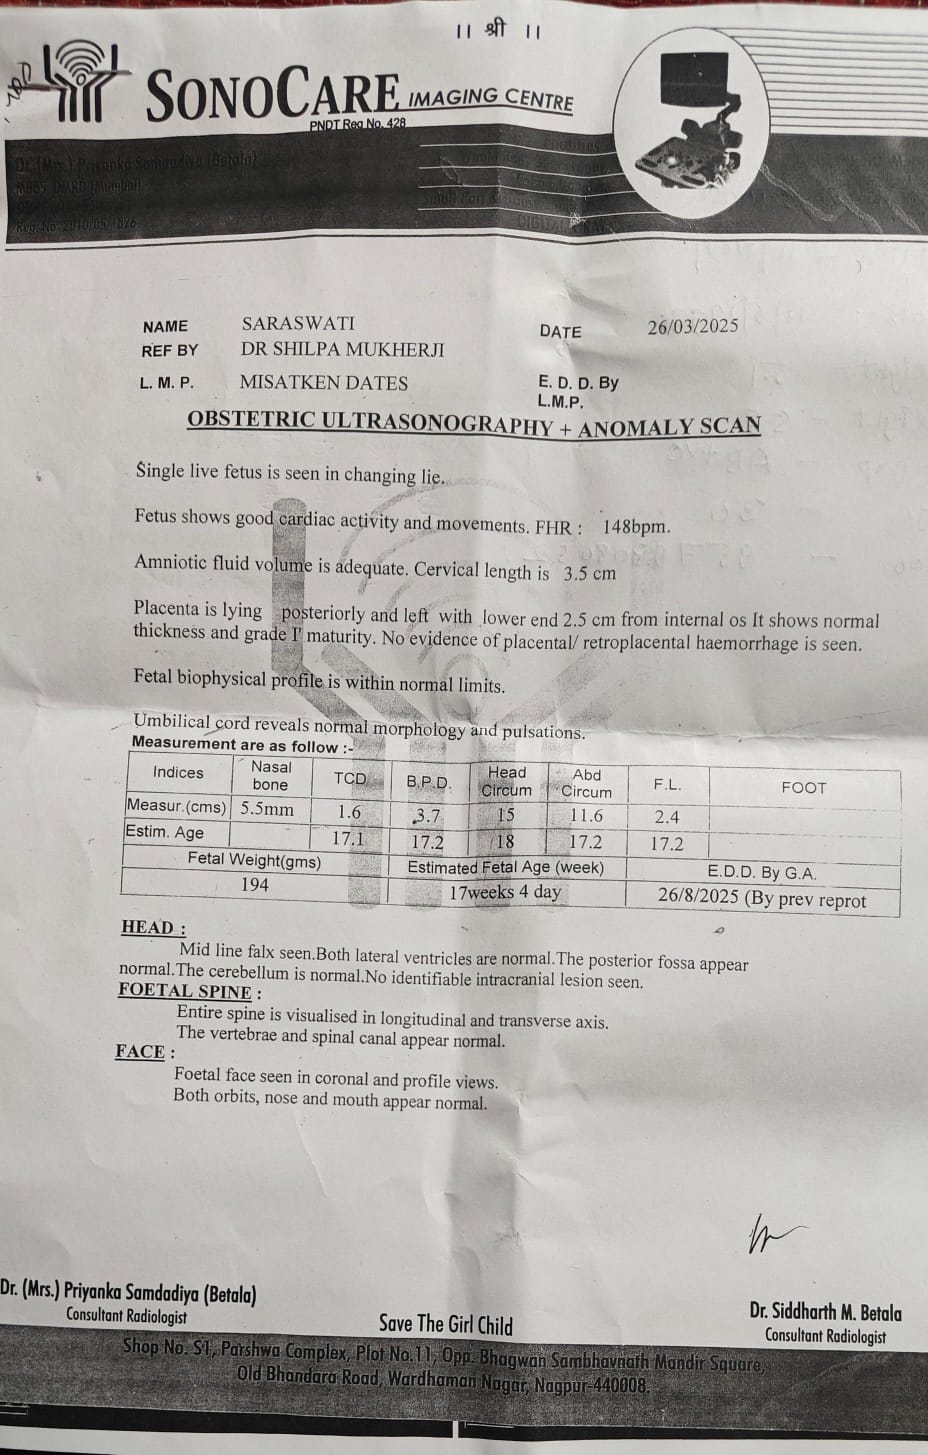 ॥ श्री ॥
SONOCARE IMAGING CENTRE
PNDT Reg No. 428
Dr. (Mrs.) Priyanka Samdadiya (Betala)
Reg. No. 2010/05/1826
NAME SARASWATI DATE 26/03/2025
REF BY DR SHILPA MUKHERJI
L. M. P. MISATKEN DATES E. D. D. By
L.M.P.
OBSTETRIC ULTRASONOGRAPHY + ANOMALY SCAN
Single live fetus is seen in changing lie.
Fetus shows good cardiac activity and movements. FHR : 148bpm.
Amniotic fluid volume is adequate. Cervical length is 3.5 cm
Placenta is lying posteriorly and left with lower end 2.5 cm from internal os It shows normal
thickness and grade I maturity. No evidence of placental/ retroplacental haemorrhage is seen.
Fetal biophysical profile is within normal limits.
Umbilical cord reveals normal morphology and pulsations.
Measurement are as follow :-
Indices Nasal bone TCD B.P.D. Head Circum Abd Circum F.L. FOOT
Measur.(cms) 5.5mm 1.6 3.7 15 11.6 2.4
Estim. Age 17.1 17.2 18 17.2 17.2
Fetal Weight(gms) Estimated Fetal Age (week) E.D.D. By G.A.
194 17weeks 4 day 26/8/2025 (By prev reprot
HEAD :
Mid line falx seen.Both lateral ventricles are normal.The posterior fossa appear
normal.The cerebellum is normal.No identifiable intracranial lesion seen.
FOETAL SPINE :
Entire spine is visualised in longitudinal and transverse axis.
The vertebrae and spinal canal appear normal.
FACE :
Foetal face seen in coronal and profile views.
Both orbits, nose and mouth appear normal.
Dr. (Mrs.) Priyanka Samdadiya (Betala)
Consultant Radiologist
Save The Girl Child
Dr. Siddharth M. Betala
Consultant Radiologist
Shop No. S1, Parshwa Complex, Plot No.11, Opp. Bhagwan Sambhavnath Mandir Square,
Old Bhandara Road, Wardhaman Nagar, Nagpur-440008.